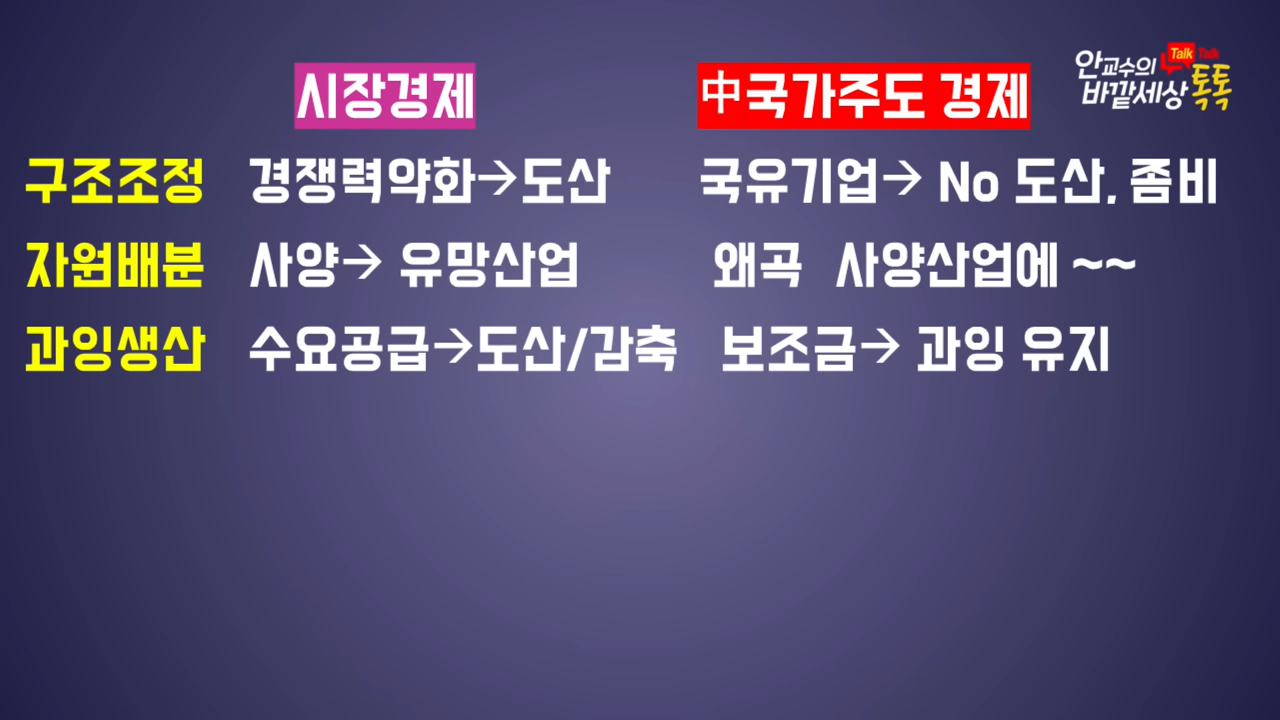 시장경제 中국가주도 경제
안교수의 Talk Talk
바깥세상 톡톡
구조조정 경쟁력약화→도산 국유기업→ No 도산, 좀비
자원배분 사양→ 유망산업 왜곡 사양산업에 ~~
과잉생산 수요공급→도산/감축 보조금→ 과잉 유지